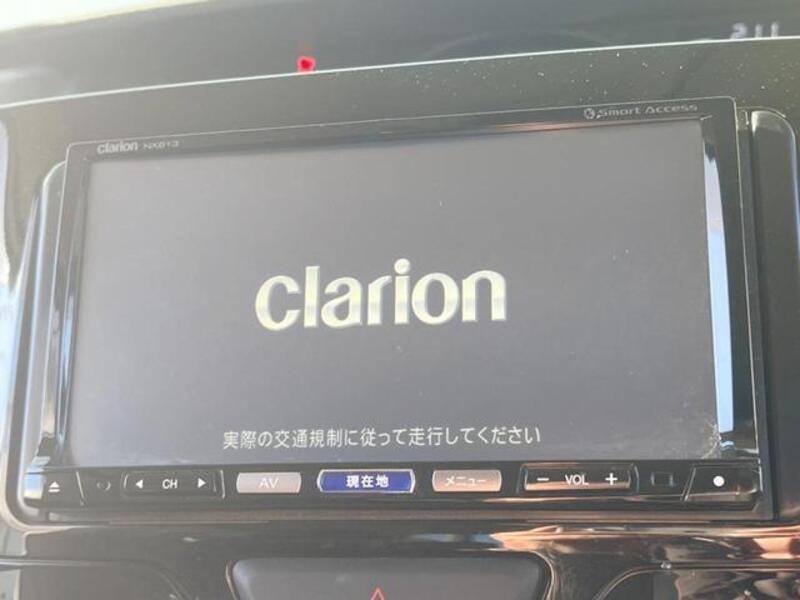 clarion NX613
Smart Access
clarion
実際の交通規制に従って走行してください
CH AV 現在地 メニュー − VOL +